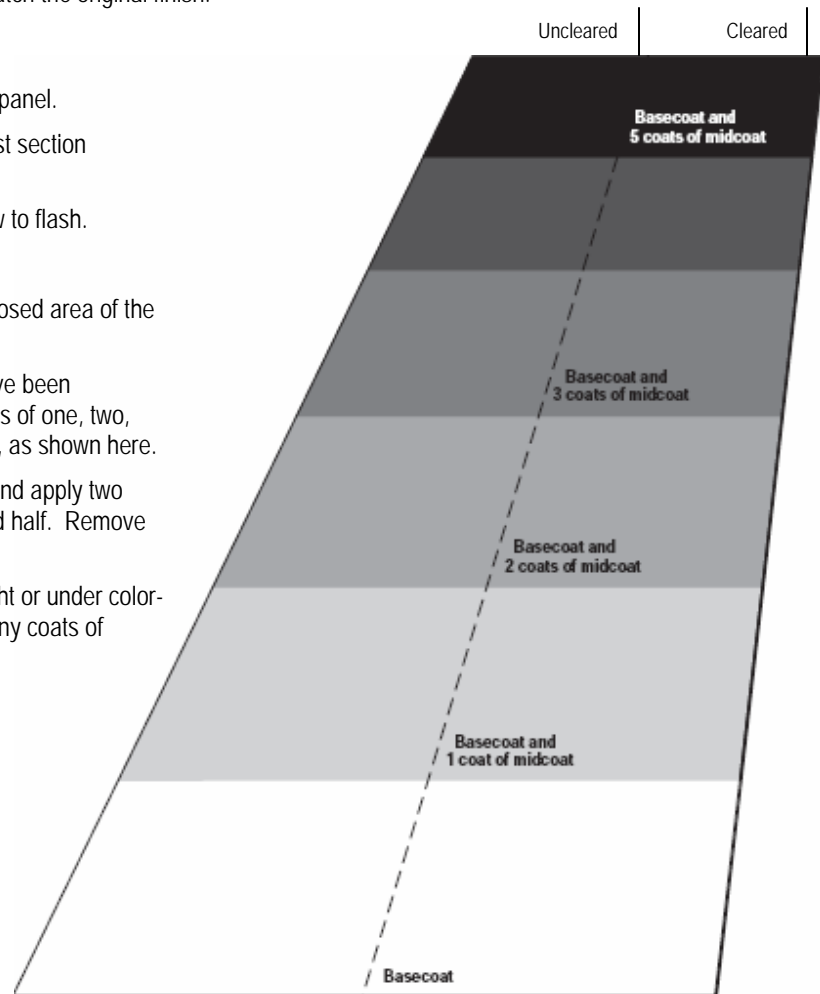 tch the original finish.
Uncleared Cleared
panel.
st section
w to flash.
osed area of the
ve been
s of one, two,
, as shown here.
nd apply two
d half. Remove
ht or under color-
ny coats of
Basecoat and
5 coats of midcoat
Basecoat and
3 coats of midcoat
Basecoat and
2 coats of midcoat
Basecoat and
1 coat of midcoat
Basecoat